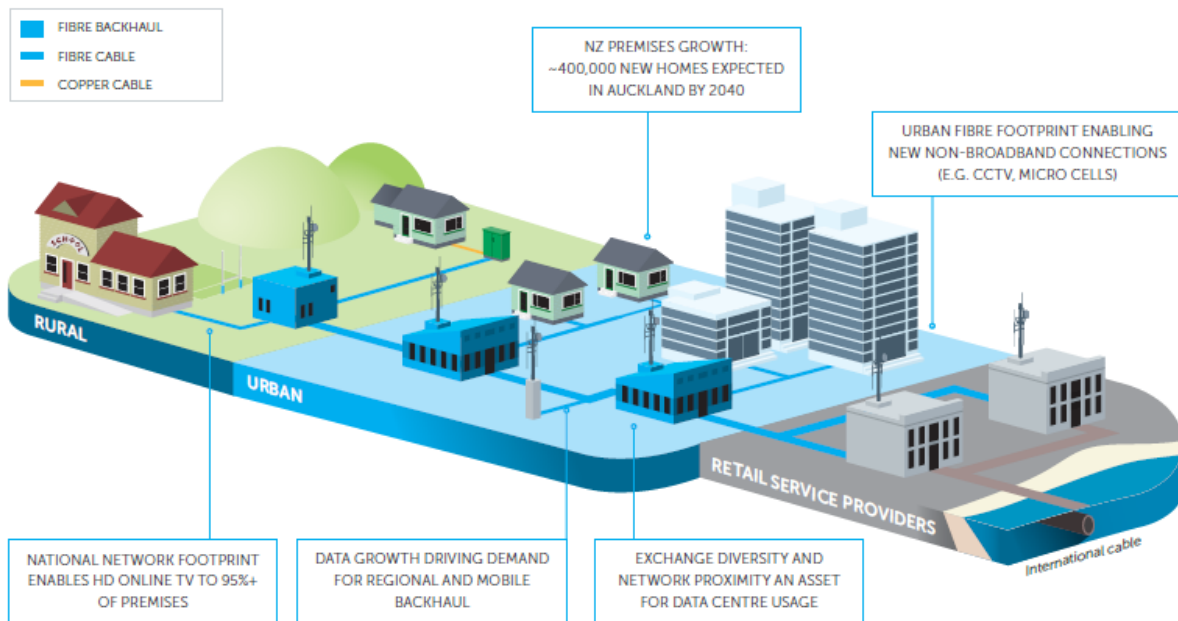 FIBRE BACKHAUL
FIBRE CABLE
COPPER CABLE
NZ PREMISES GROWTH:
~400,000 NEW HOMES EXPECTED
IN AUCKLAND BY 2040
URBAN FIBRE FOOTPRINT ENABLING
NEW NON-BROADBAND CONNECTIONS
(E.G. CCTV, MICRO CELLS)
SCHOOL
RURAL
URBAN
RETAIL SERVICE PROVIDERS
International cable
NATIONAL NETWORK FOOTPRINT
ENABLES HD ONLINE TV TO 95%+
OF PREMISES
DATA GROWTH DRIVING DEMAND
FOR REGIONAL AND MOBILE
BACKHAUL
EXCHANGE DIVERSITY AND
NETWORK PROXIMITY AN ASSET
FOR DATA CENTRE USAGE